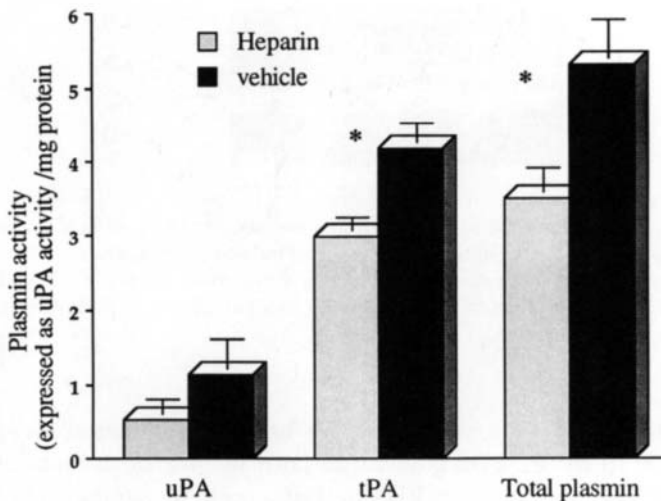 Plasmin activity
(expressed as uPA activity /mg protein
6
5
4
3
2
1
0
Heparin
vehicle
*
*
uPA
tPA
Total plasmin